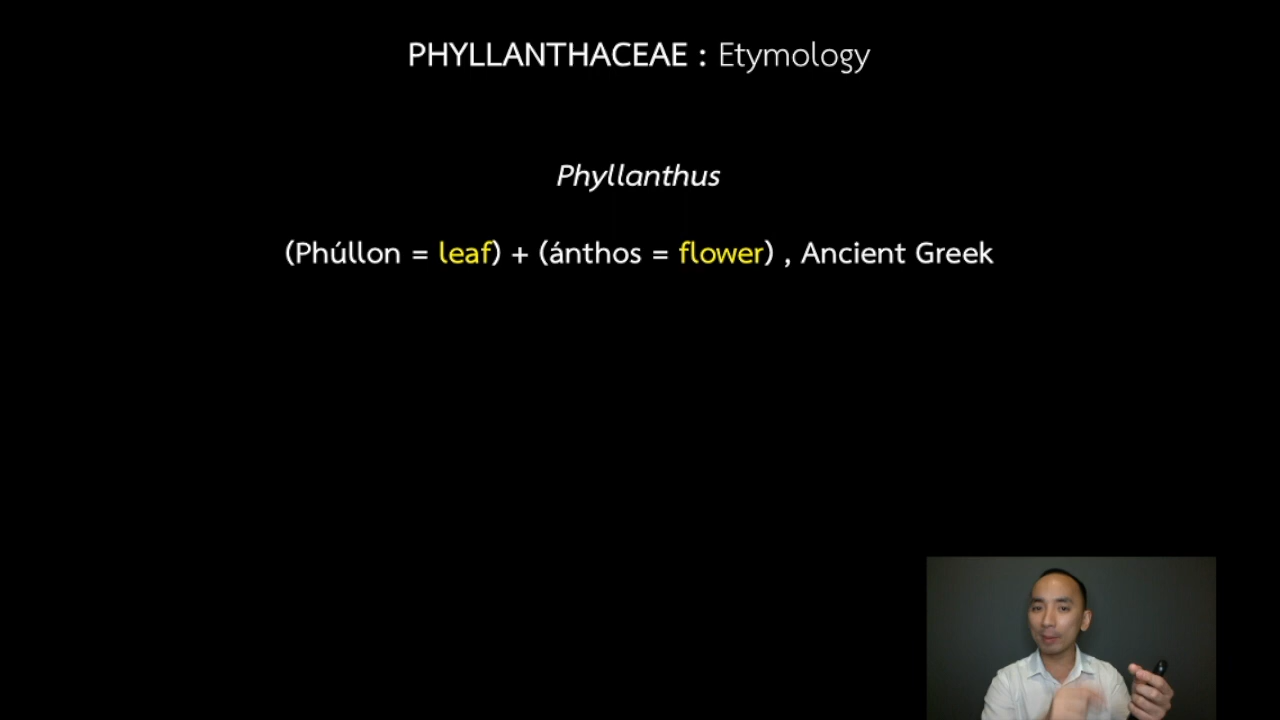 PHYLLANTHACEAE : Etymology
Phyllanthus
(Phúllon = leaf) + (ánthos = flower) , Ancient Greek